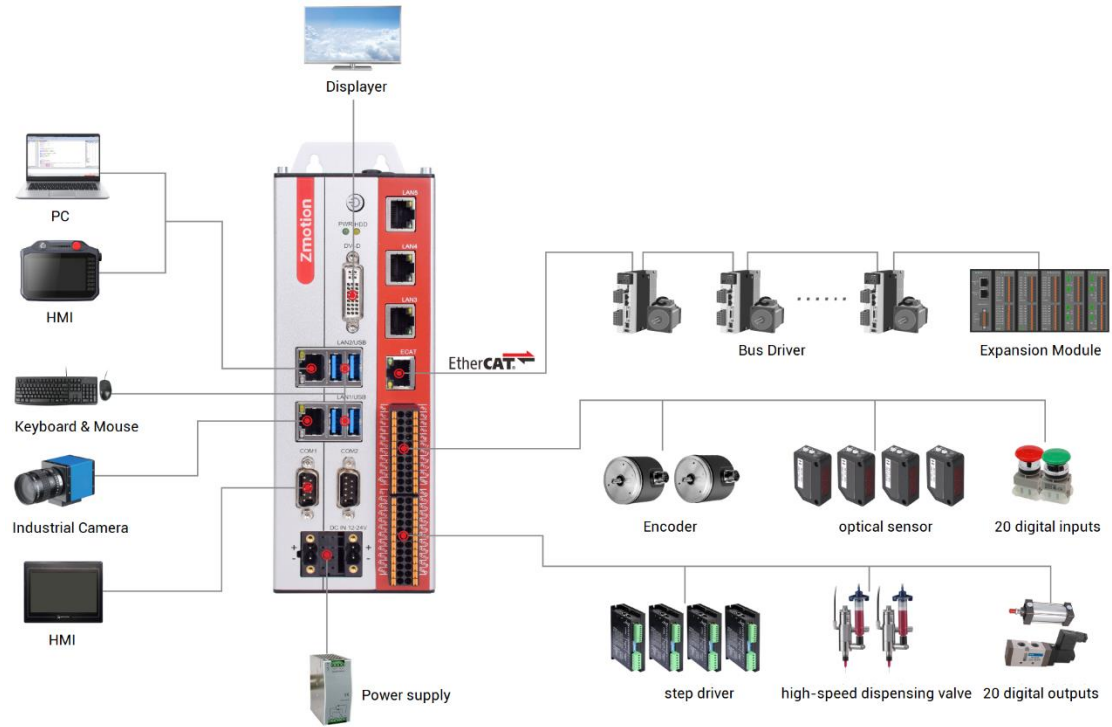 Displayer
PC
HMI
Keyboard & Mouse
Industrial Camera
HMI
Power supply
Zmotion
PWR HDD
DVI-D
LAN5
LAN4
LAN3
ECAT
LAN2/USB
LAN1/USB
COM1
COM2
DC IN 12-24V
+
-
+
-
EtherCAT®
Bus Driver
Expansion Module
Encoder
optical sensor
20 digital inputs
step driver
high-speed dispensing valve
20 digital outputs